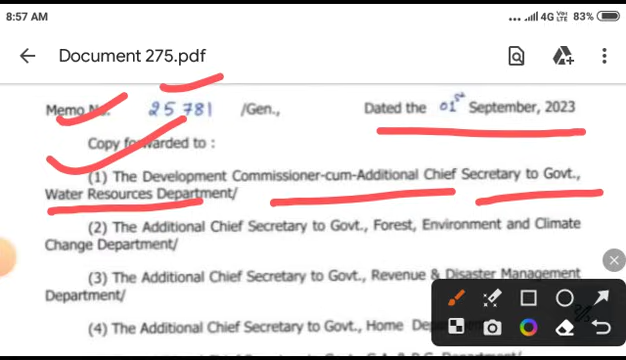 8:57 AM 4G 83%
Document 275.pdf
Memo No. 25781 /Gen., Dated the 01st September, 2023
Copy forwarded to :
(1) The Development Commissioner-cum-Additional Chief Secretary to Govt.,
Water Resources Department/
(2) The Additional Chief Secretary to Govt., Forest, Environment and Climate
Change Department/
(3) The Additional Chief Secretary to Govt., Revenue & Disaster Management
Department/
(4) The Additional Chief Secretary to Govt., Home